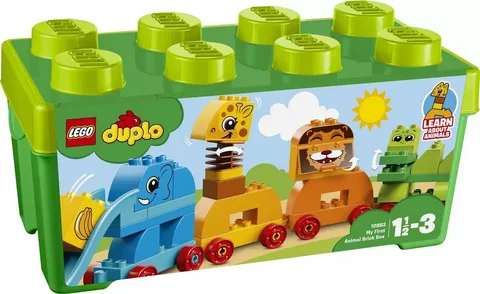 LEGO
duplo
LEARN
ABOUT
ANIMALS
10863
My First
Animal Brick Box
1½-3